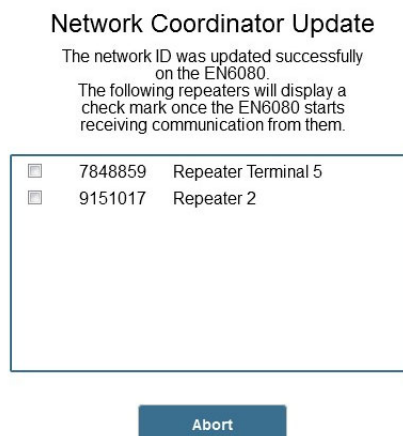 Network Coordinator Update
The network ID was updated successfully
on the EN6080.
The following repeaters will display a
check mark once the EN6080 starts
receiving communication from them.
7848859 Repeater Terminal 5
9151017 Repeater 2
Abort